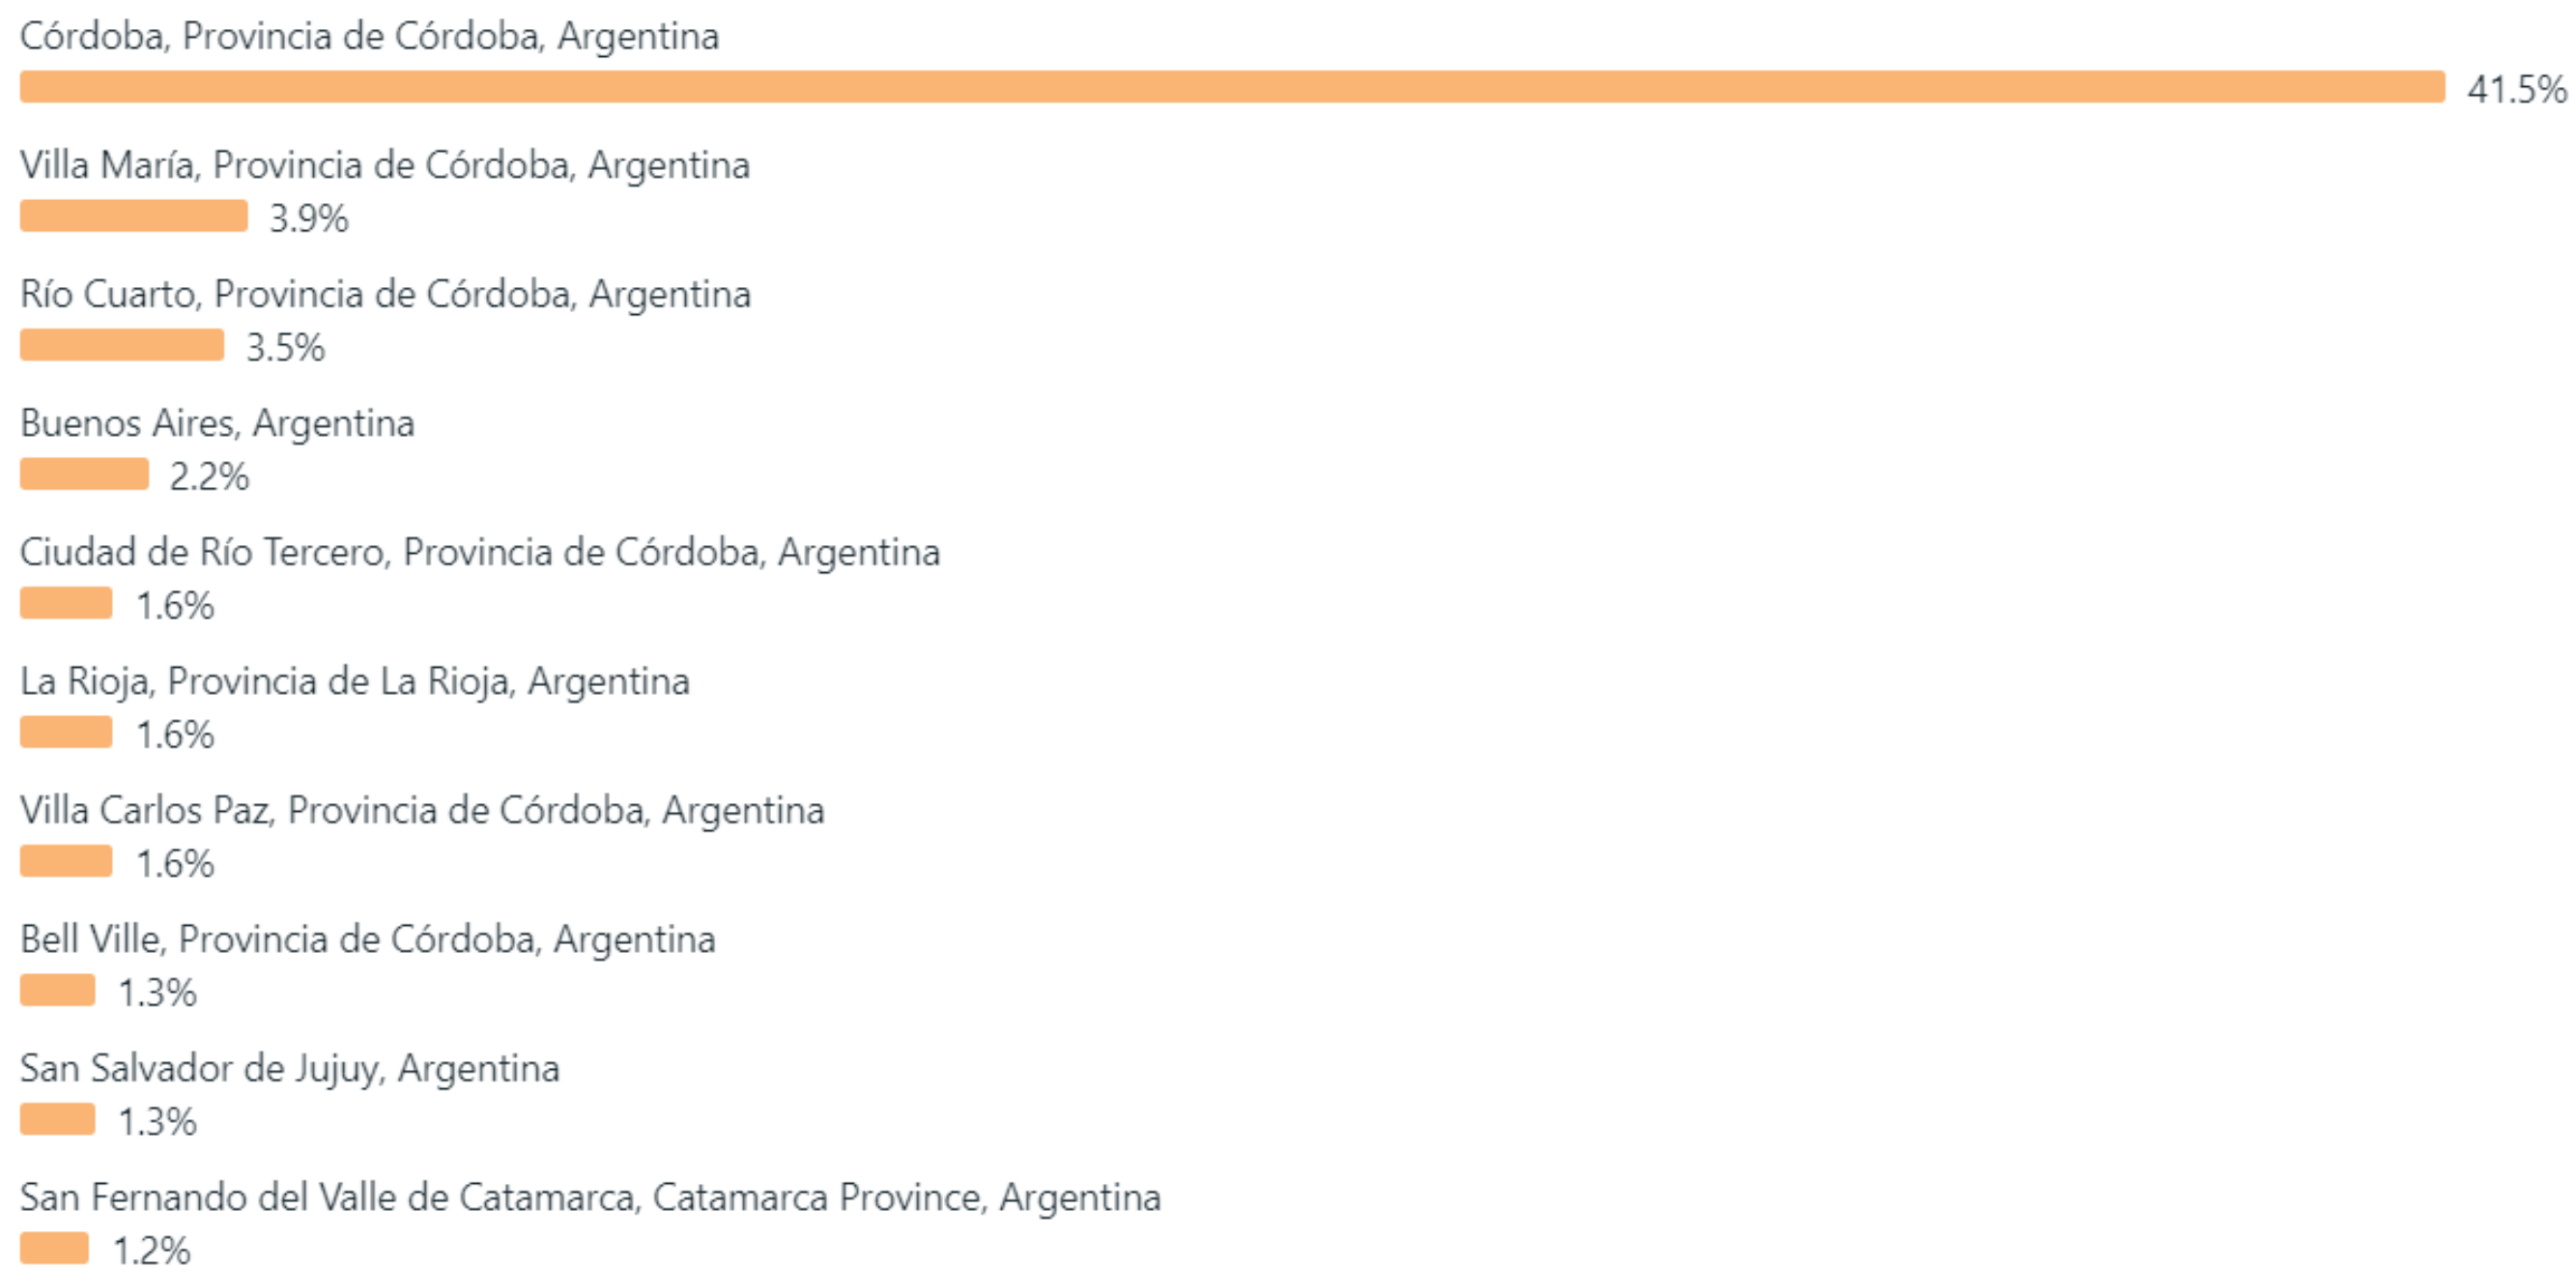 Córdoba, Provincia de Córdoba, Argentina
41.5%
Villa María, Provincia de Córdoba, Argentina
3.9%
Río Cuarto, Provincia de Córdoba, Argentina
3.5%
Buenos Aires, Argentina
2.2%
Ciudad de Río Tercero, Provincia de Córdoba, Argentina
1.6%
La Rioja, Provincia de La Rioja, Argentina
1.6%
Villa Carlos Paz, Provincia de Córdoba, Argentina
1.6%
Bell Ville, Provincia de Córdoba, Argentina
1.3%
San Salvador de Jujuy, Argentina
1.3%
San Fernando del Valle de Catamarca, Catamarca Province, Argentina
1.2%